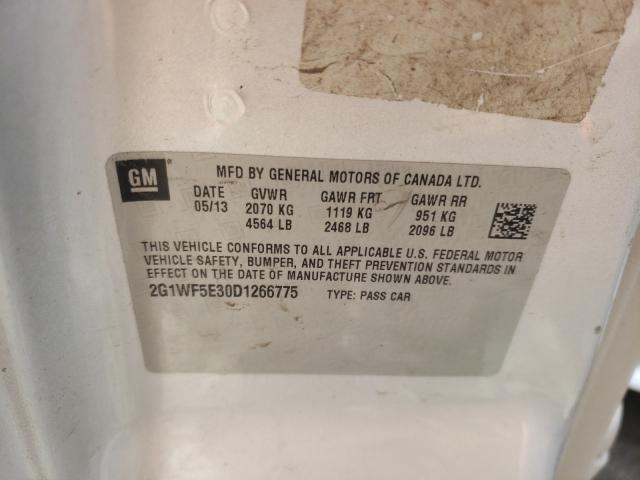 GM
MFD BY GENERAL MOTORS OF CANADA LTD.
DATE GVWR GAWR FRT GAWR RR
05/13 2070 KG 1119 KG 951 KG
4564 LB 2468 LB 2096 LB
THIS VEHICLE CONFORMS TO ALL APPLICABLE U.S. FEDERAL MOTOR
VEHICLE SAFETY, BUMPER, AND THEFT PREVENTION STANDARDS IN
EFFECT ON THE DATE OF MANUFACTURE SHOWN ABOVE.
2G1WF5E30D1266775 TYPE: PASS CAR